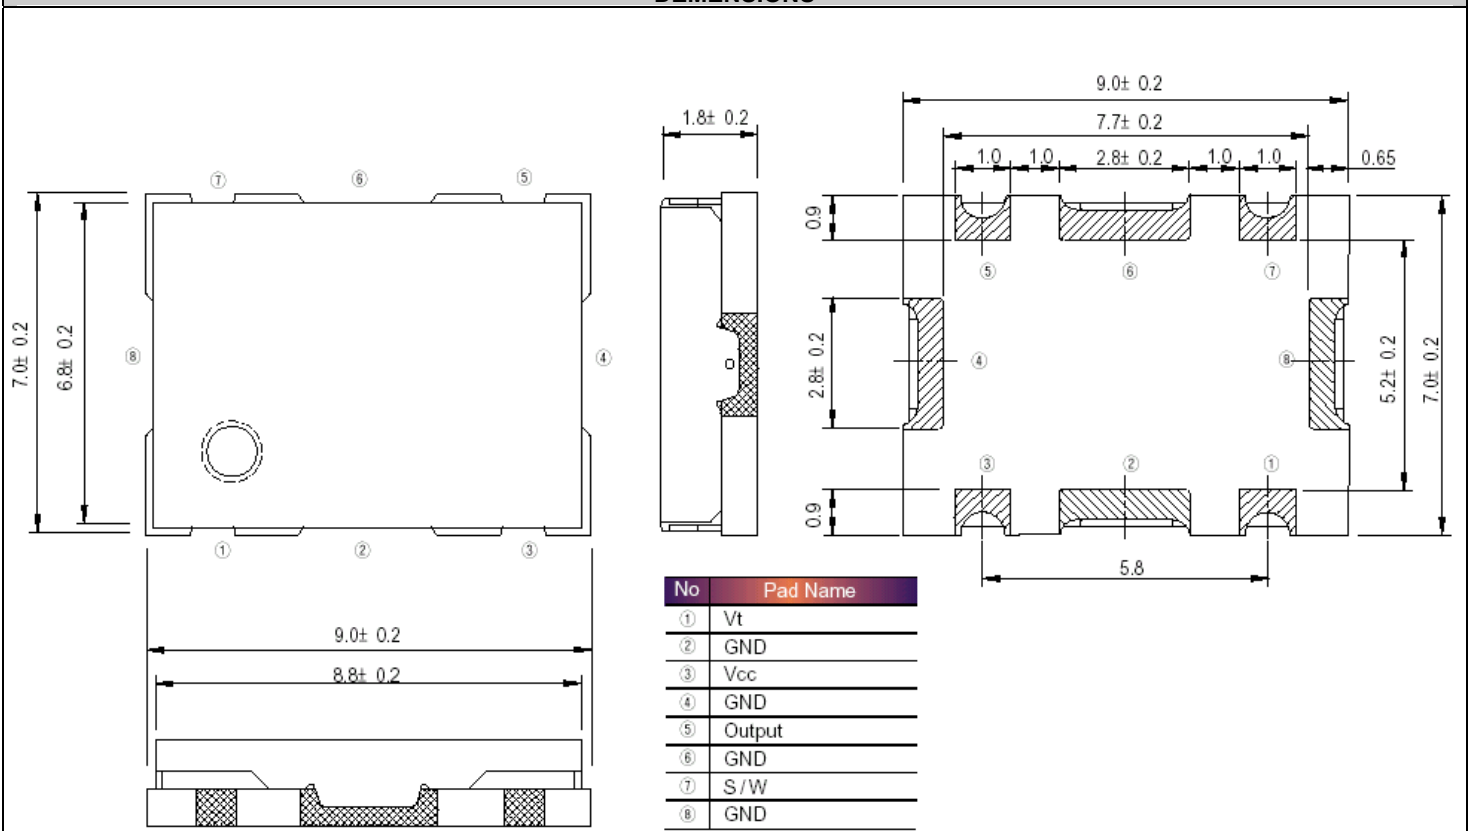 9.0± 0.2
1.8± 0.2
7.7± 0.2
1.0 1.0 2.8± 0.2 1.0 1.0 0.65
⑦ ⑥ ⑤
0.9
⑤ ⑥ ⑦
7.0± 0.2
6.8± 0.2
⑧ ④
2.8± 0.2
④ ⑧
5.2± 0.2
7.0± 0.2
③ ② ①
0.9
① ② ③
5.8
9.0± 0.2
8.8± 0.2
No Pad Name
① Vt
② GND
③ Vcc
④ GND
⑤ Output
⑥ GND
⑦ S/W
⑧ GND